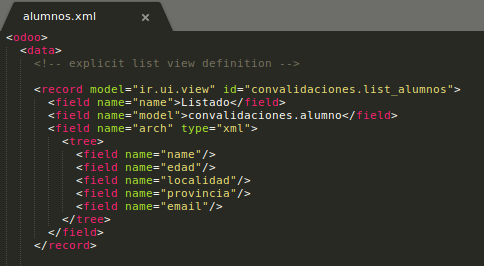 alumnos.xml ×
<odoo>
<data>
<!-- explicit list view definition -->
<record model="ir.ui.view" id="convalidaciones.list_alumnos">
<field name="name">Listado</field>
<field name="model">convalidaciones.alumno</field>
<field name="arch" type="xml">
<tree>
<field name="name"/>
<field name="edad"/>
<field name="localidad"/>
<field name="provincia"/>
<field name="email"/>
</tree>
</field>
</record>